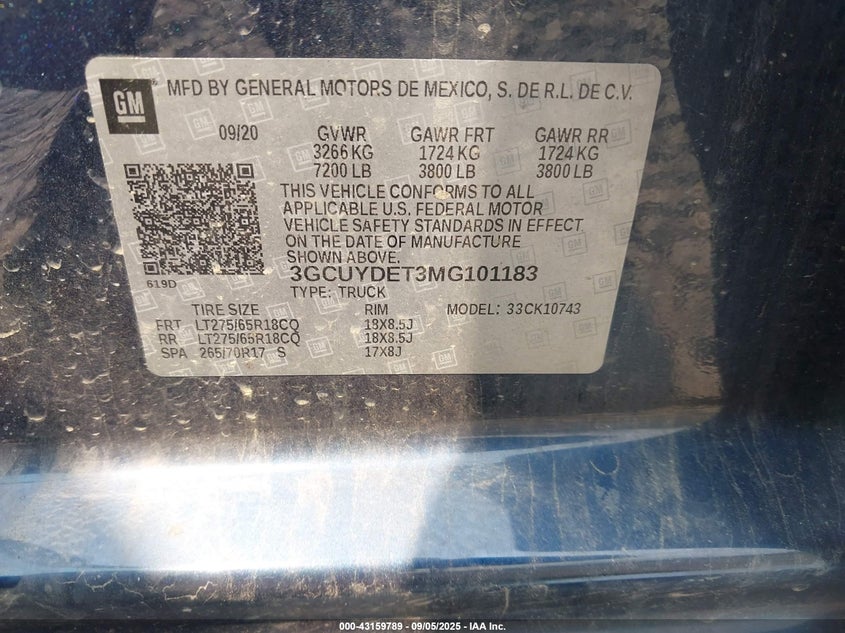 GM
MFD BY GENERAL MOTORS DE MEXICO, S. DE R.L. DE C.V.
09/20 GVWR GAWR FRT GAWR RR
3266 KG 1724 KG 1724 KG
7200 LB 3800 LB 3800 LB
THIS VEHICLE CONFORMS TO ALL
APPLICABLE U.S. FEDERAL MOTOR
VEHICLE SAFETY STANDARDS IN EFFECT
ON THE DATE OF MANUFACTURE
SHOWN ABOVE.
619D 3GCUYDET3MG101183
TYPE: TRUCK
TIRE SIZE RIM MODEL: 33CK10743
FRT LT275/65R18CQ 18X8.5J
RR LT275/65R18CQ 18X8.5J
SPA 265/70R17 S 17X8J
000-43159789 - 09/05/2025 - IAA Inc.